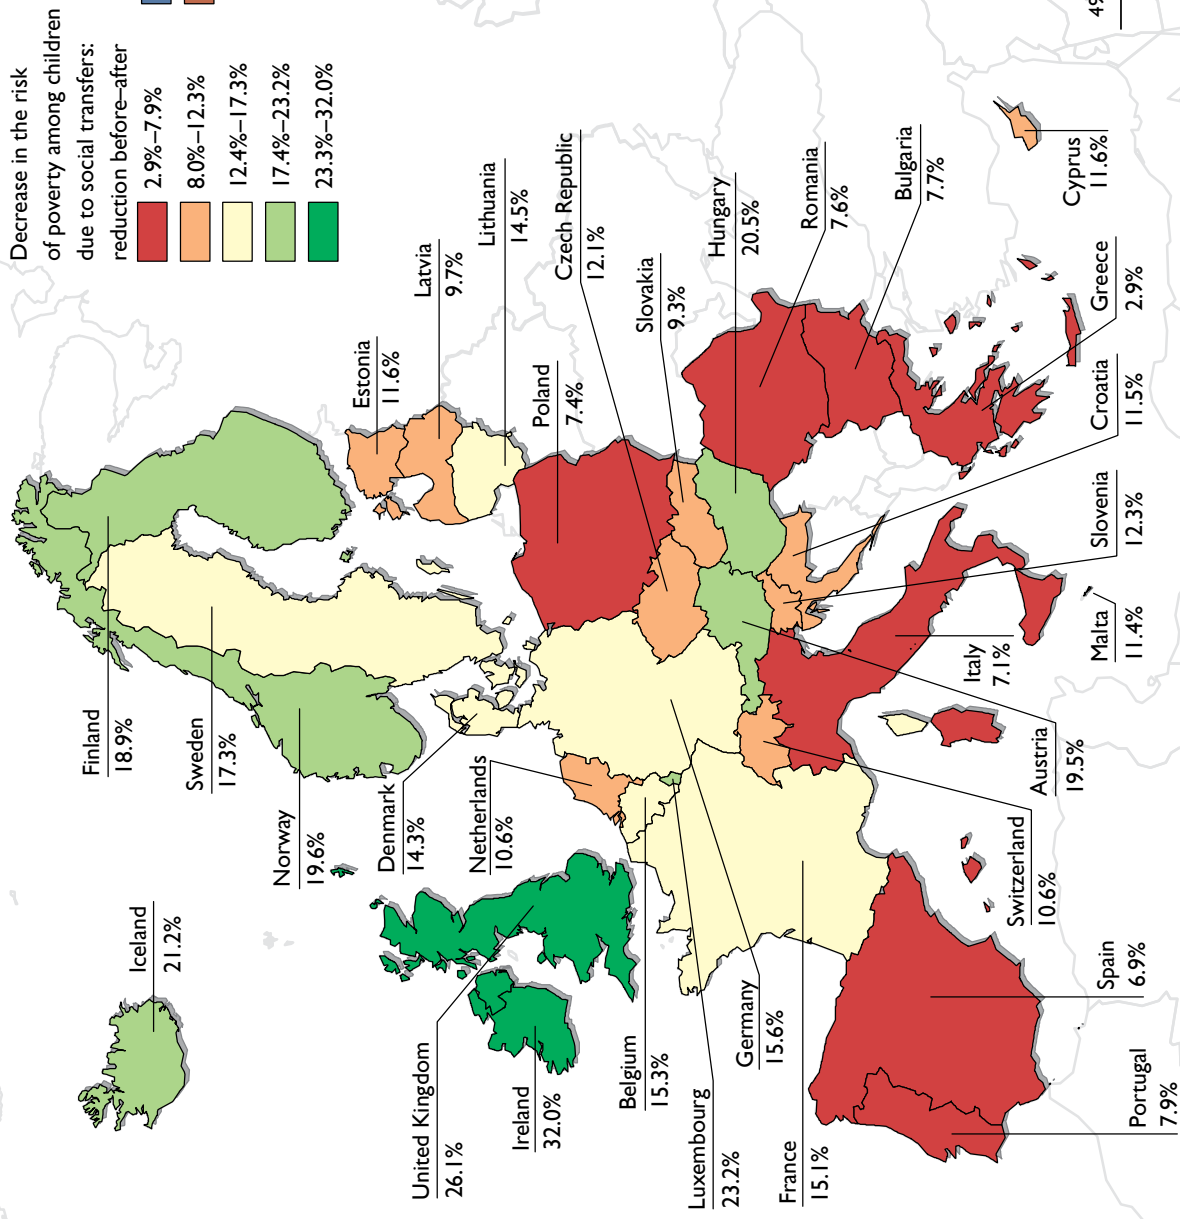 Decrease in the risk
of poverty among children
due to social transfers:
reduction before–after
2.9%–7.9%
8.0%–12.3%
12.4%–17.3%
17.4%–23.2%
23.3%–32.0%
Iceland
21.2%
Norway
19.6%
Sweden
17.3%
Finland
18.9%
Estonia
11.6%
Latvia
9.7%
Lithuania
14.5%
Denmark
14.3%
Netherlands
10.6%
United Kingdom
26.1%
Ireland
32.0%
Belgium
15.3%
Luxembourg
23.2%
Germany
15.6%
France
15.1%
Poland
7.4%
Czech Republic
12.1%
Slovakia
9.3%
Hungary
20.5%
Romania
7.6%
Bulgaria
7.7%
Cyprus
11.6%
Greece
2.9%
Croatia
11.5%
Slovenia
12.3%
Malta
11.4%
Italy
7.1%
Austria
19.5%
Switzerland
10.6%
Spain
6.9%
Portugal
7.9%